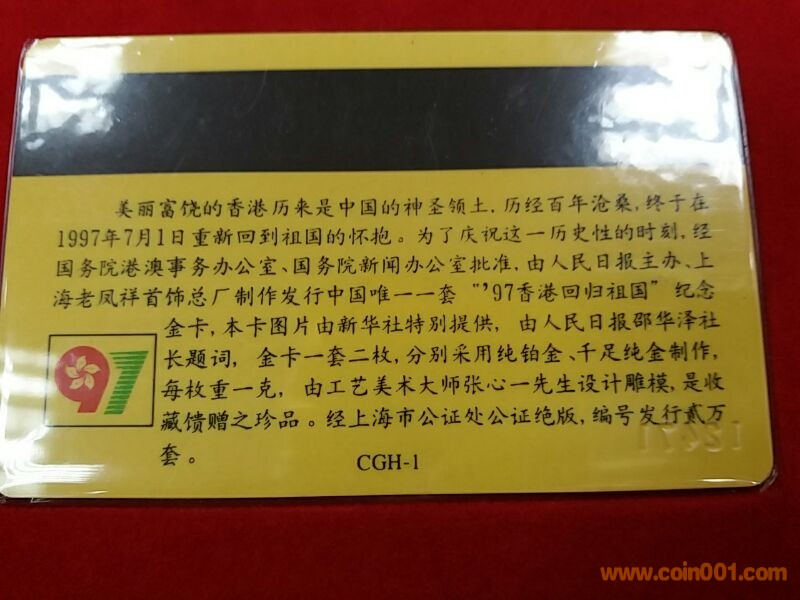 美丽富饶的香港历来是中国的神圣领土，历经百年沧桑，终于在
1997年7月1日重新回到祖国的怀抱。为了庆祝这一历史性的时刻，经
国务院港澳事务办公室、国务院新闻办公室批准，由人民日报主办、上
海老凤祥首饰总厂制作发行中国唯一一套“'97香港回归祖国”纪念
金卡，本卡图片由新华社特别提供，由人民日报邵华泽社
长题词，金卡一套二枚，分别采用纯铂金、千足纯金制作，
每枚重一克，由工艺美术大师张心一先生设计雕模，是收
藏馈赠之珍品。经上海市公证处公证绝版，编号发行贰万
套。
97
CGH-1
www.coin001.com